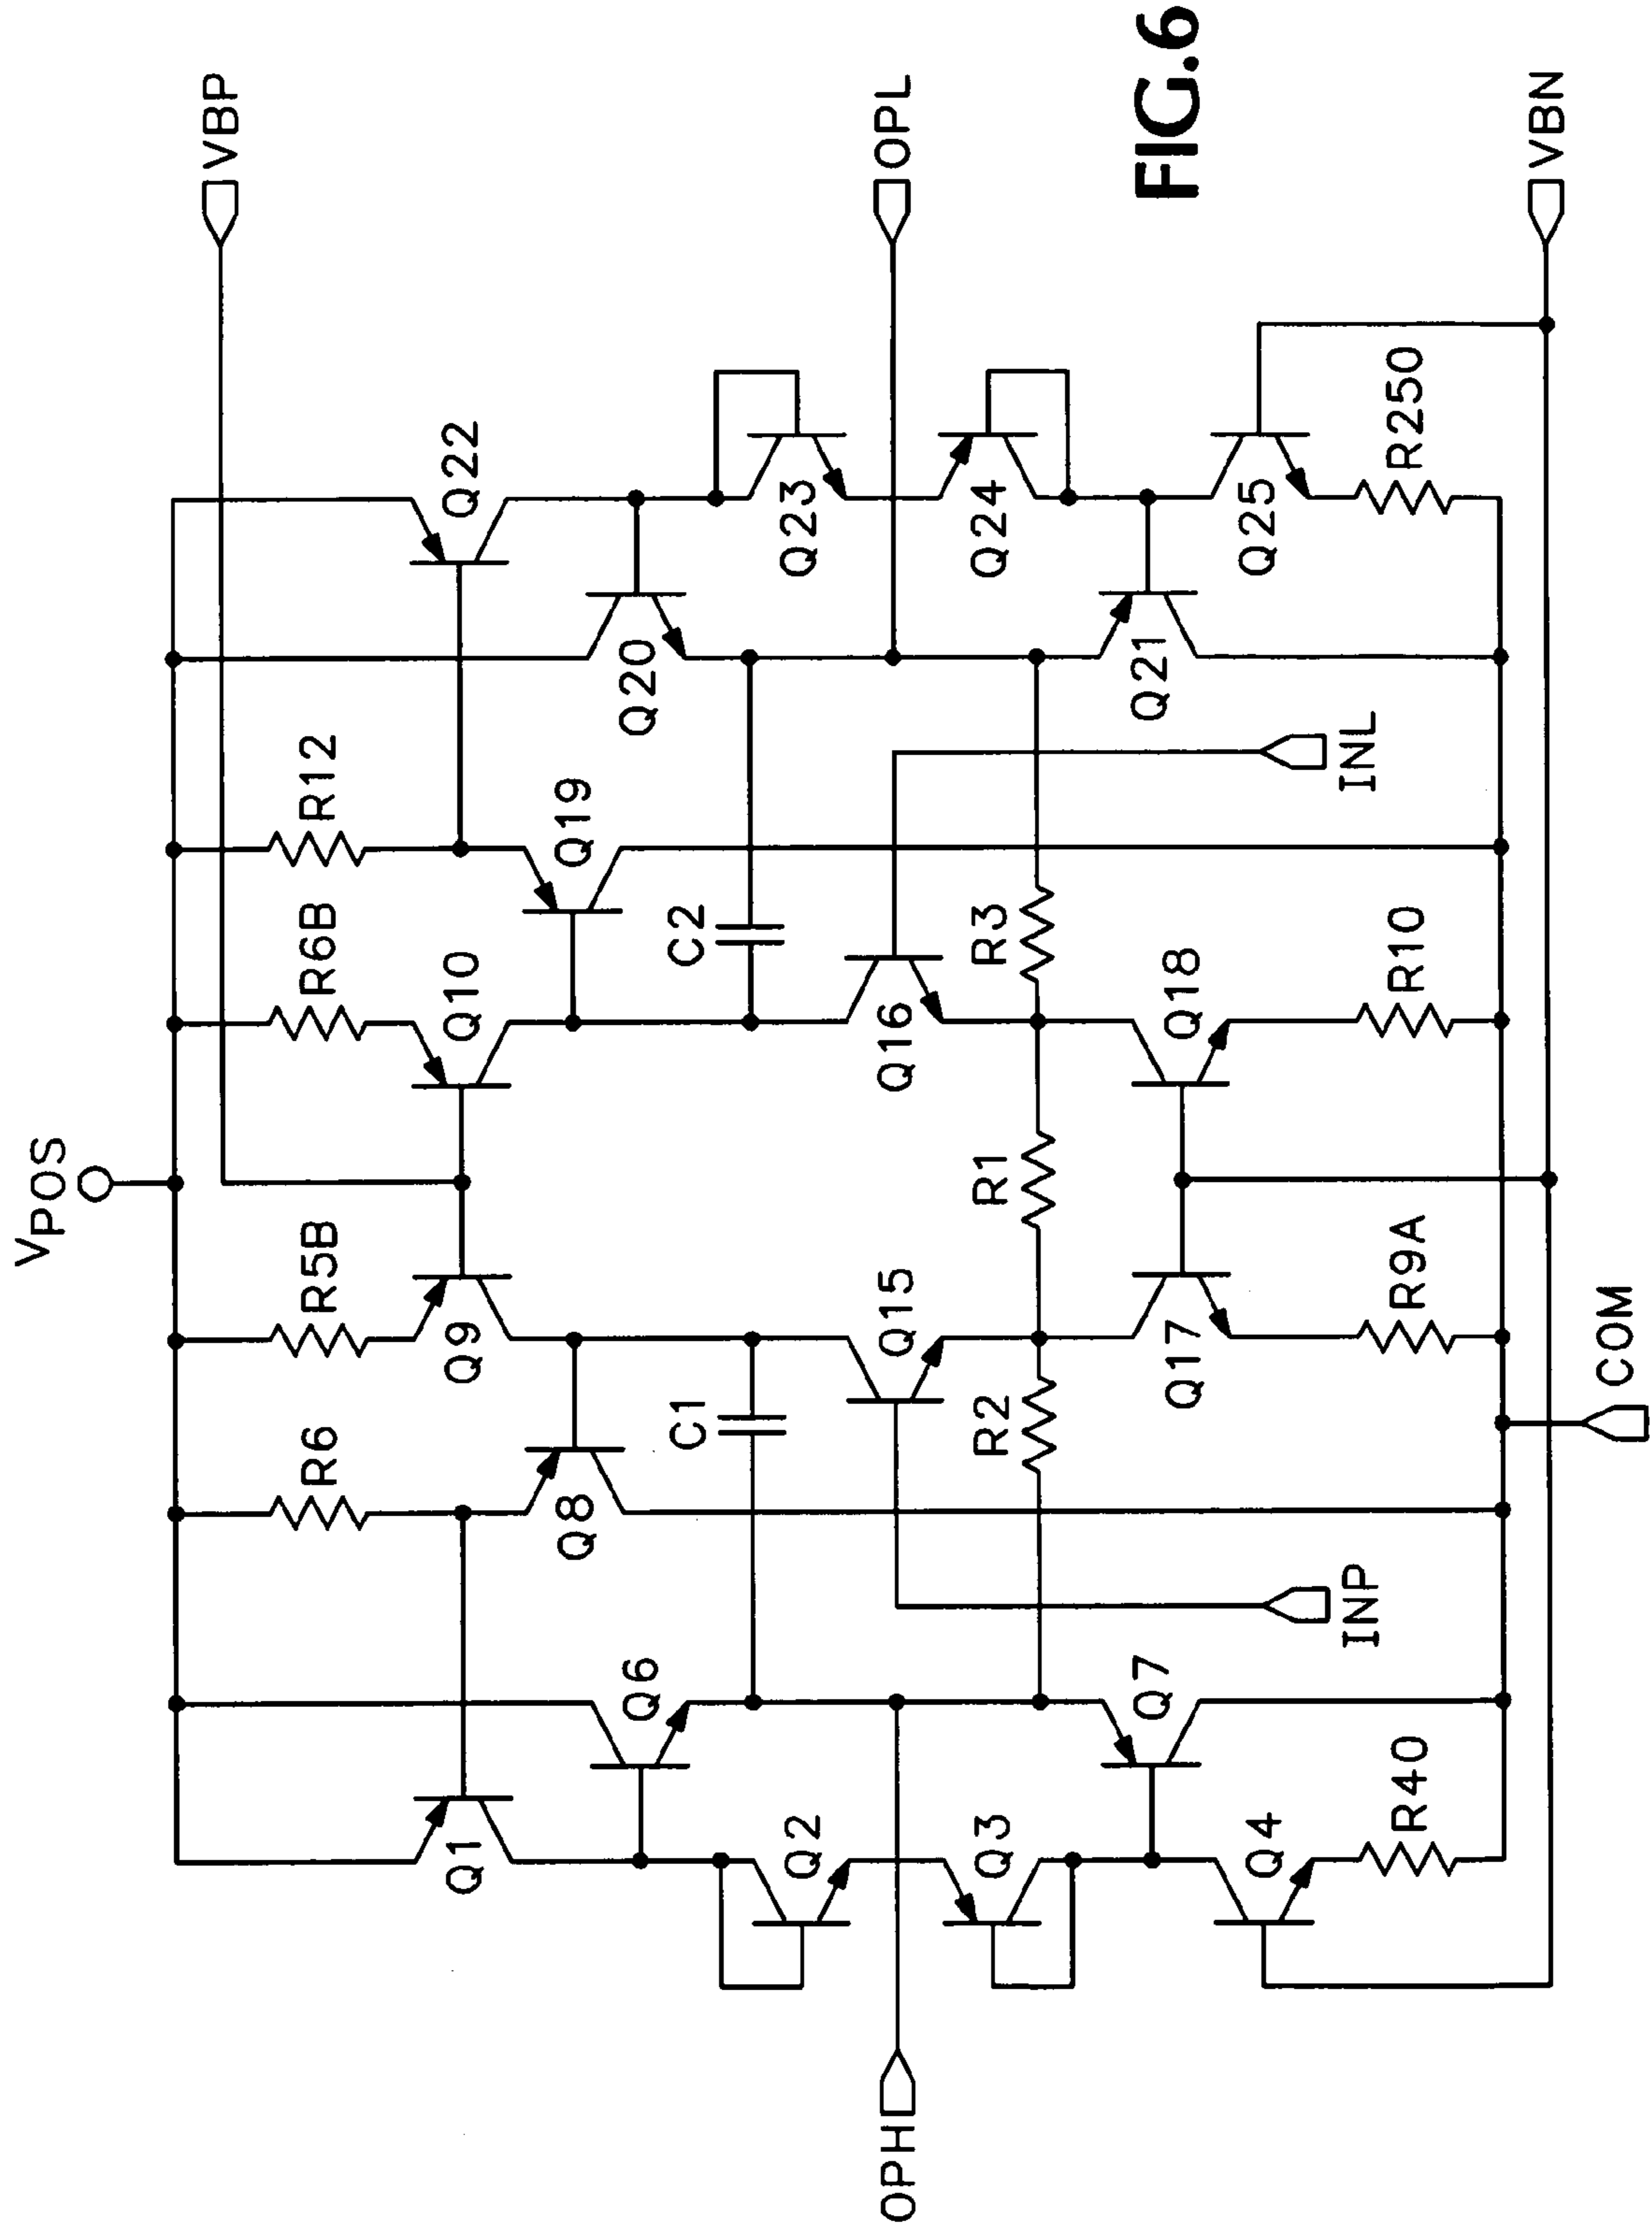 VPOS
VBP
R6
R5B
R6B
R12
Q1
Q9
Q10
Q22
Q8
Q19
Q6
Q20
C1
C2
Q2
Q23
OPH
Q15
Q16
OPL
Q3
R2
R1
R3
Q24
Q7
Q17
Q18
Q21
INP
INL
Q4
Q25
R40
R9A
R10
R250
COM
VBN
FIG.6